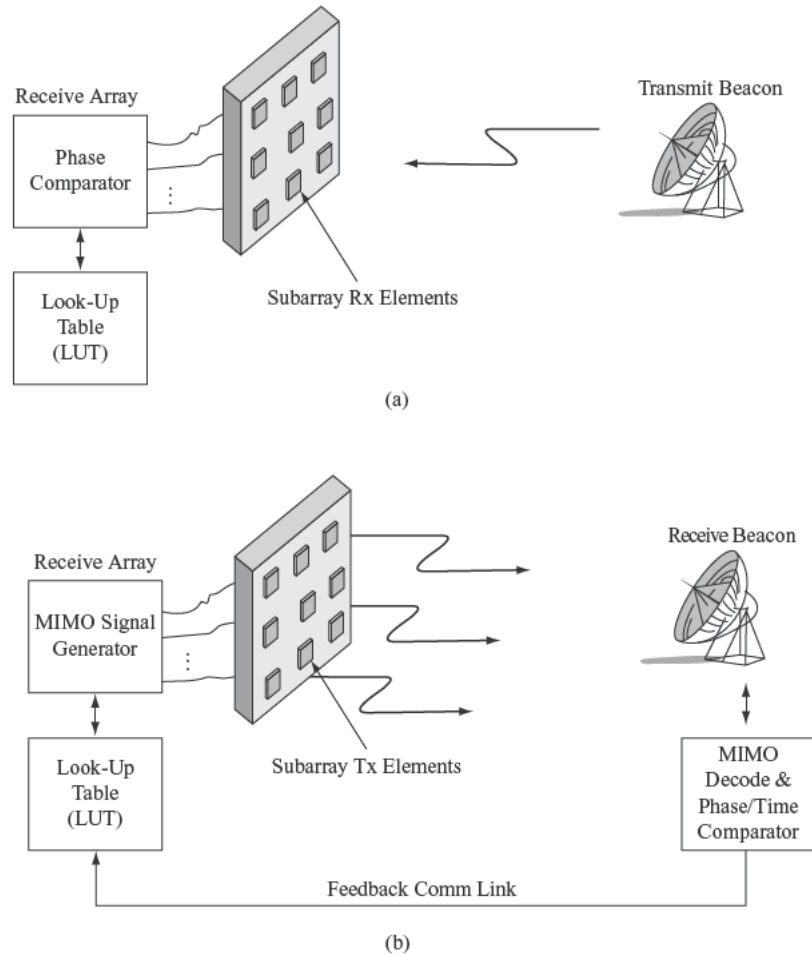 Receive Array
Transmit Beacon
Phase
Comparator
Subarray Rx Elements
Look-Up
Table
(LUT)
(a)
Receive Array
Receive Beacon
MIMO Signal
Generator
Subarray Tx Elements
Look-Up
Table
(LUT)
MIMO
Decode &
Phase/Time
Comparator
Feedback Comm Link
(b)